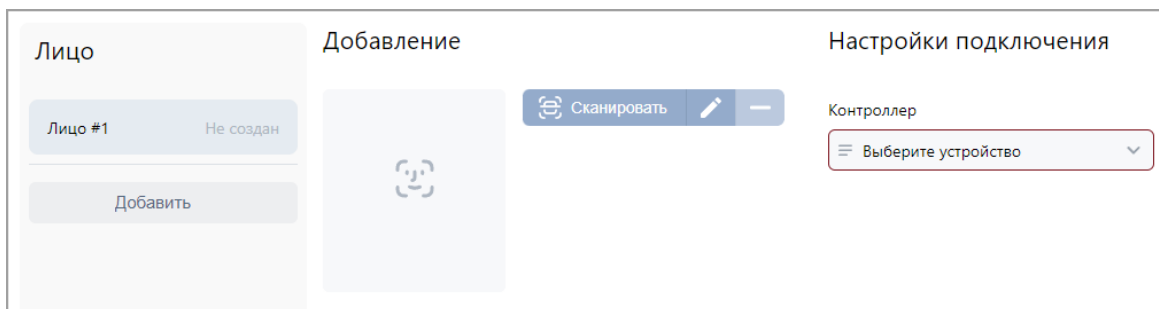 Лицо
Лицо #1 Не создан
Добавить
Добавление
Сканировать
Настройки подключения
Контроллер
Выберите устройство